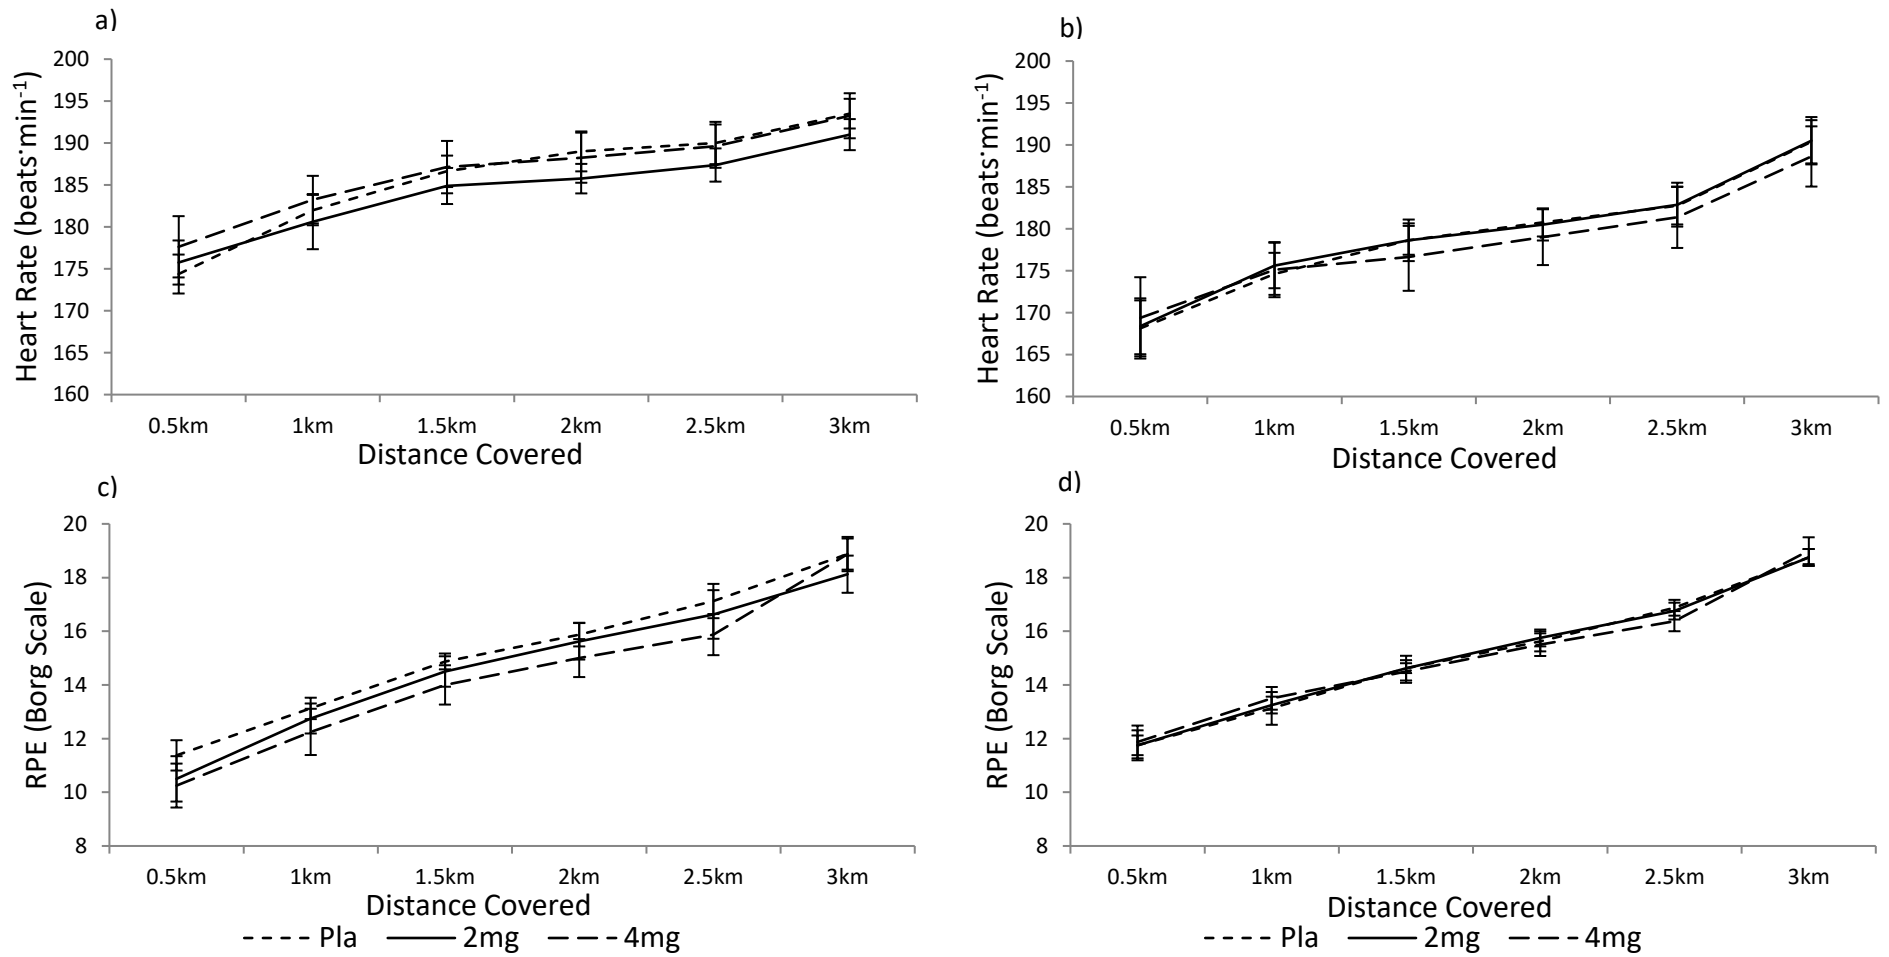 a)
Heart Rate (beats·min⁻¹)
200
195
190
185
180
175
170
165
160
0.5km 1km 1.5km 2km 2.5km 3km
Distance Covered
b)
Heart Rate (beats·min⁻¹)
200
195
190
185
180
175
170
165
160
0.5km 1km 1.5km 2km 2.5km 3km
Distance Covered
c)
RPE (Borg Scale)
20
18
16
14
12
10
8
0.5km 1km 1.5km 2km 2.5km 3km
Distance Covered
Pla 2mg 4mg
d)
RPE (Borg Scale)
20
18
16
14
12
10
8
0.5km 1km 1.5km 2km 2.5km 3km
Distance Covered
Pla 2mg 4mg